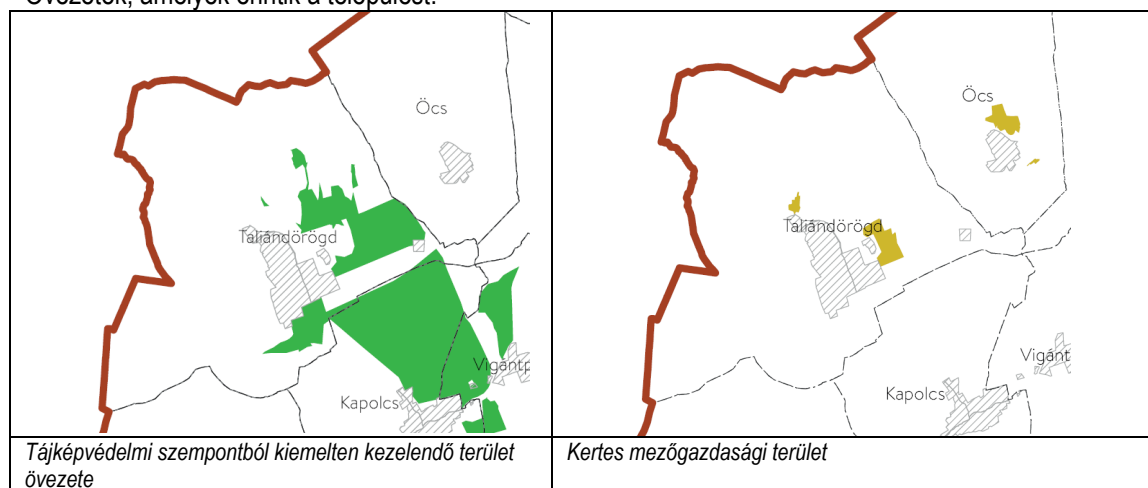 Övezetek, amelyek érintik a települést:
Öcs
Taliándörögd
Vigántp
Kapolcs
Öcs
Taliándörögd
Vigánt
Kapolcs
Tájképvédelmi szempontból kiemelten kezelendő terület
övezete
Kertes mezőgazdasági terület